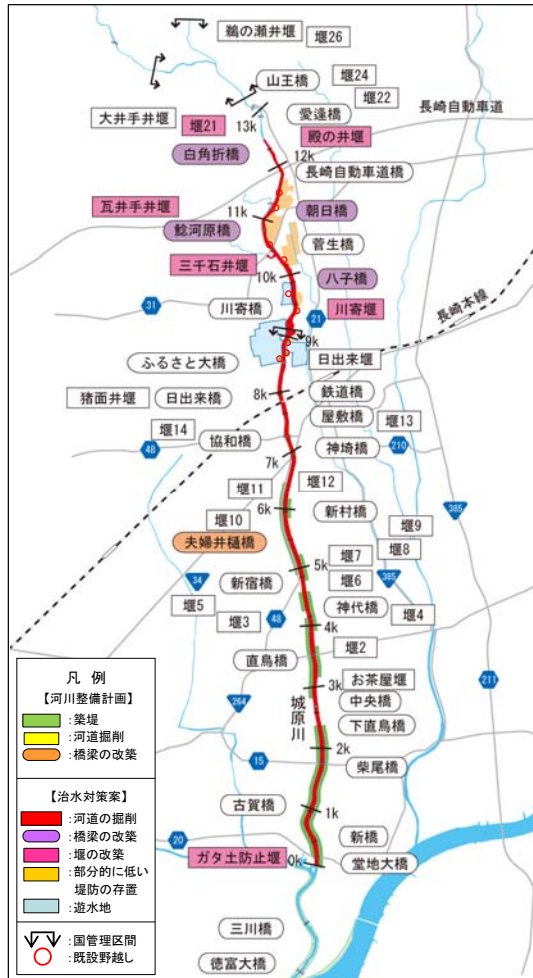 鵜の瀬井堰
堰26
山王橋
堰24
堰22
大井手井堰
愛逢橋
長崎自動車道
13k
堰21
殿の井堰
白角折橋
12k
長崎自動車道橋
瓦井手井堰
11k
朝日橋
鯰河原橋
菅生橋
三千石井堰
10k
八子橋
31
川寄橋
21
川寄堰
長崎本線
9k
ふるさと大橋
日出来堰
8k
鉄道橋
猪面井堰
日出来橋
屋敷橋
堰13
堰14
協和橋
48
神埼橋
210
7k
堰11
堰12
385
6k
新村橋
堰10
堰9
夫婦井樋橋
堰7
堰8
5k
34
新宿橋
堰6
385
堰5
堰3
48
神代橋
堰4
4k
堰2
直鳥橋
お茶屋堰
3k
211
264
城原川
中央橋
下直鳥橋
2k
15
柴尾橋
古賀橋
1k
20
新橋
ガタ土防止堰
0k
堂地大橋
三川橋
徳富大橋
凡 例
【河川整備計画】
:築堤
:河道掘削
:橋梁の改築
【治水対策案】
:河道の掘削
:橋梁の改築
:堰の改築
:部分的に低い
堤防の存置
:遊水地
:国管理区間
:既設野越し